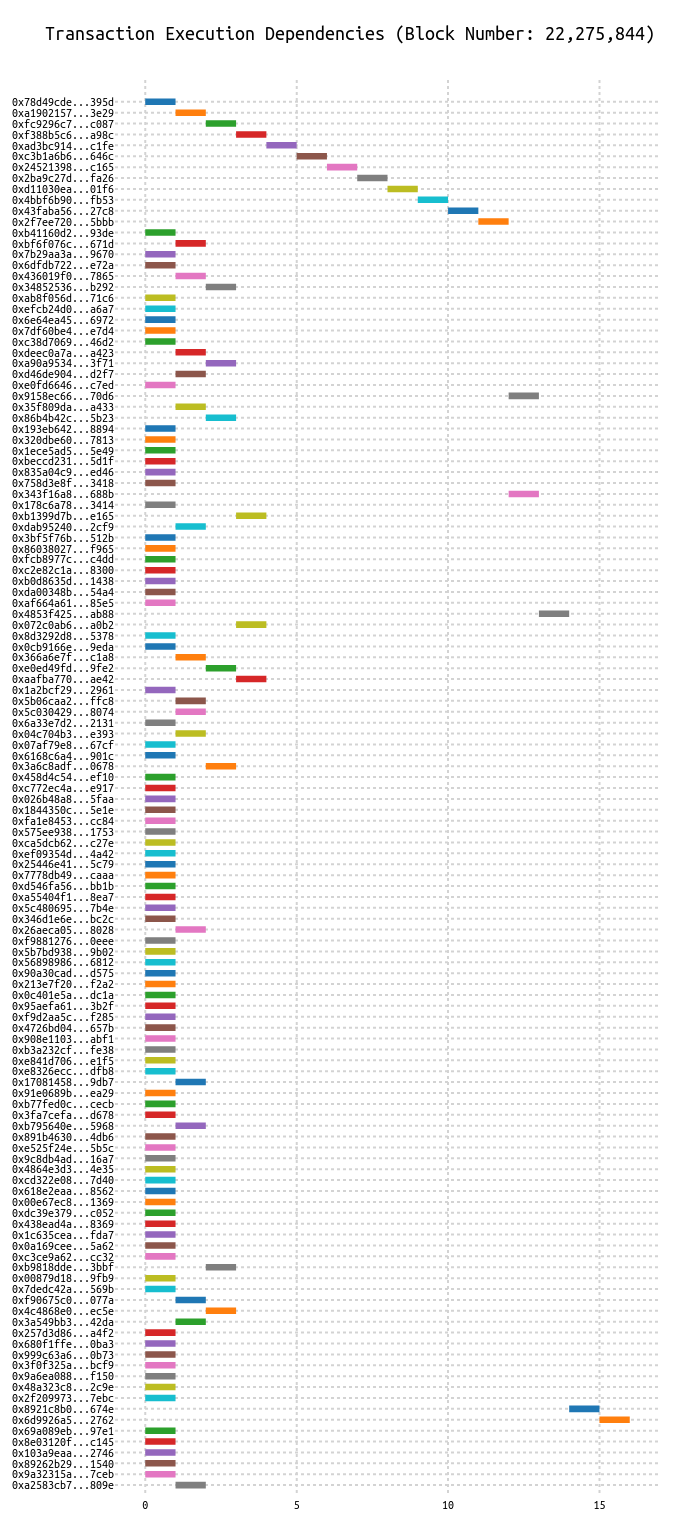 Transaction Execution Dependencies (Block Number: 22,275,844)
0x78d49cde...395d
0xa1902157...3e29
0xfc9296c7...c087
0xf388b5c6...a98c
0xad3bc914...c1fe
0xc3b1a6b6...646c
0x24521398...c165
0x2ba9c27d...fa26
0xd11030ea...01f6
0x4bbf6b90...fb53
0x43faba56...27c8
0x2f7ee720...5bbb
0xb41160d2...93de
0xbf6f076c...671d
0x7b29aa3a...9670
0x6dfdb722...e72a
0x436019f0...7865
0x34852536...b292
0xab8f056d...71c6
0xefcb24d0...a6a7
0x6e64ea45...6972
0x7df60be4...e7d4
0xc38d7069...46d2
0xdeec0a7a...a423
0xa90a9534...3f71
0xd46de904...d2f7
0xe0fd6646...c7ed
0x9158ec66...70d6
0x35f809da...a433
0x86b4b42c...5b23
0x193eb642...8894
0x320dbe60...7813
0x1ece5ad5...5e49
0xbeccd231...5d1f
0x835a04c9...ed46
0x758d3e8f...3418
0x343f16a8...688b
0x178c6a78...3414
0xb1399d7b...e165
0xdab95240...2cf9
0x3bf5f76b...512b
0x86038027...f965
0xfcb8977c...c4dd
0xc2e82c1a...8300
0xb0d8635d...1438
0xda00348b...54a4
0xaf664a61...85e5
0x4853f425...ab88
0x072c0ab6...a0b2
0x8d3292d8...5378
0x0cb9166e...9eda
0x366a6e7f...c1a8
0xe0ed49fd...9fe2
0xaafba770...ae42
0x1a2bcf29...2961
0x5b06caa2...ffc8
0x5c030429...8074
0x6a33e7d2...2131
0x04c704b3...e393
0x07af79e8...67cf
0x6168c6a4...901c
0x3a6c8adf...0678
0x458d4c54...ef10
0xc772ec4a...e917
0x026b48a8...5faa
0x1844350c...5e1e
0xfa1e8453...cc84
0x575ee938...1753
0xca5dcb62...c27e
0xef09354d...4a42
0x25446e41...5c79
0x7778db49...caaa
0xd546fa56...bb1b
0xa55404f1...8ea7
0x5c480695...7b4e
0x346d1e6e...bc2c
0x26aeca05...8028
0xf9881276...0eee
0x5b7bd938...9b02
0x56898986...6812
0x90a30cad...d575
0x213e7f20...f2a2
0x0c401e5a...dc1a
0x95aefa61...3b2f
0xf9d2aa5c...f285
0x4726bd04...657b
0x908e1103...abf1
0xb3a232cf...fe38
0xe841d706...e1f5
0xe8326ecc...dfb8
0x17081458...9db7
0x91e0689b...ea29
0xb77fed0c...cecb
0x3fa7cefa...d678
0xb795640e...5968
0x891b4630...4db6
0xe525f24e...5b5c
0x9c8db4ad...16a7
0x4864e3d3...4e35
0xcd322e08...7d40
0x618e2eaa...8562
0x00e67ec8...1369
0xdc39e379...c052
0x438ead4a...8369
0x1c635cea...fda7
0x0a169cee...5a62
0xc3ce9a62...cc32
0xb9818dde...3bbf
0x00879d18...9fb9
0x7dedc42a...569b
0xf90675c0...077a
0x4c4868e0...ec5e
0x3a549bb3...42da
0x257d3d86...a4f2
0x680f1ffe...0ba3
0x999c63a6...0b73
0x3f0f325a...bcf9
0x9a6ea088...f150
0x48a323c8...2c9e
0x2f209973...7ebc
0x8921c8b0...674e
0x6d9926a5...2762
0x69a089eb...97e1
0x8e03120f...c145
0x103a9eaa...2746
0x89262b29...1540
0x9a32315a...7ceb
0xa2583cb7...809e
0 5 10 15